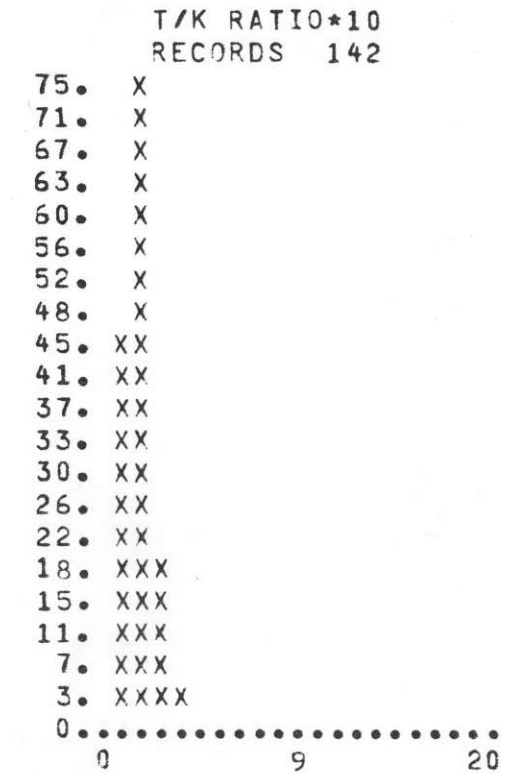 T/K RATIO*10
RECORDS 142
75. X
71. X
67. X
63. X
60. X
56. X
52. X
48. X
45. XX
41. XX
37. XX
33. XX
30. XX
26. XX
22. XX
18. XXX
15. XXX
11. XXX
7. XXX
3. XXXX
0.....................
0 9 20